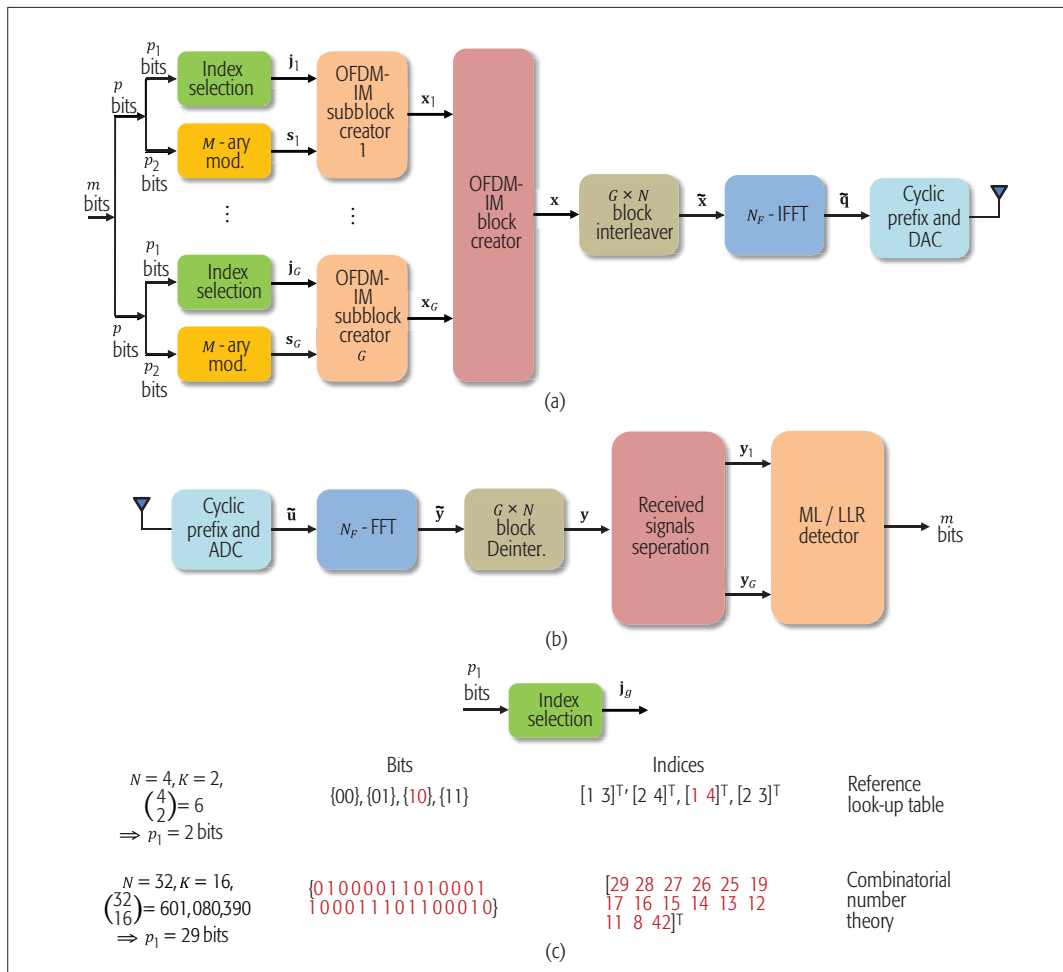 p1
bits
Index
selection
j1
p
bits
p2
bits
M - ary
mod.
s1
OFDM-
IM
subblock
creator
1
x1
m
bits
⋮
⋮
p1
bits
Index
selection
jG
p
bits
p2
bits
M - ary
mod.
sG
OFDM-
IM
subblock
creator
G
xG
OFDM-
IM
block
creator
x
G × N
block
interleaver
x̃
NF - IFFT
q̃
Cyclic
prefix and
DAC
(a)
Cyclic
prefix and
ADC
ũ
NF - FFT
ỹ
G × N
block
Deinter.
y
Received
signals
seperation
y1
yG
ML / LLR
detector
m
bits
(b)
p1
bits
Index
selection
jg
Bits
Indices
N = 4, K = 2,
(4 2) = 6
⇒ p1 = 2 bits
{00}, {01}, {10}, {11}
[1 3]T, [2 4]T, [1 4]T, [2 3]T
Reference
look-up table
N = 32, K = 16,
(32 16) = 601,080,390
⇒ p1 = 29 bits
{01000011010001
100011101100010}
[29 28 27 26 25 19
17 16 15 14 13 12
11 8 42]T
Combinatorial
number
theory
(c)